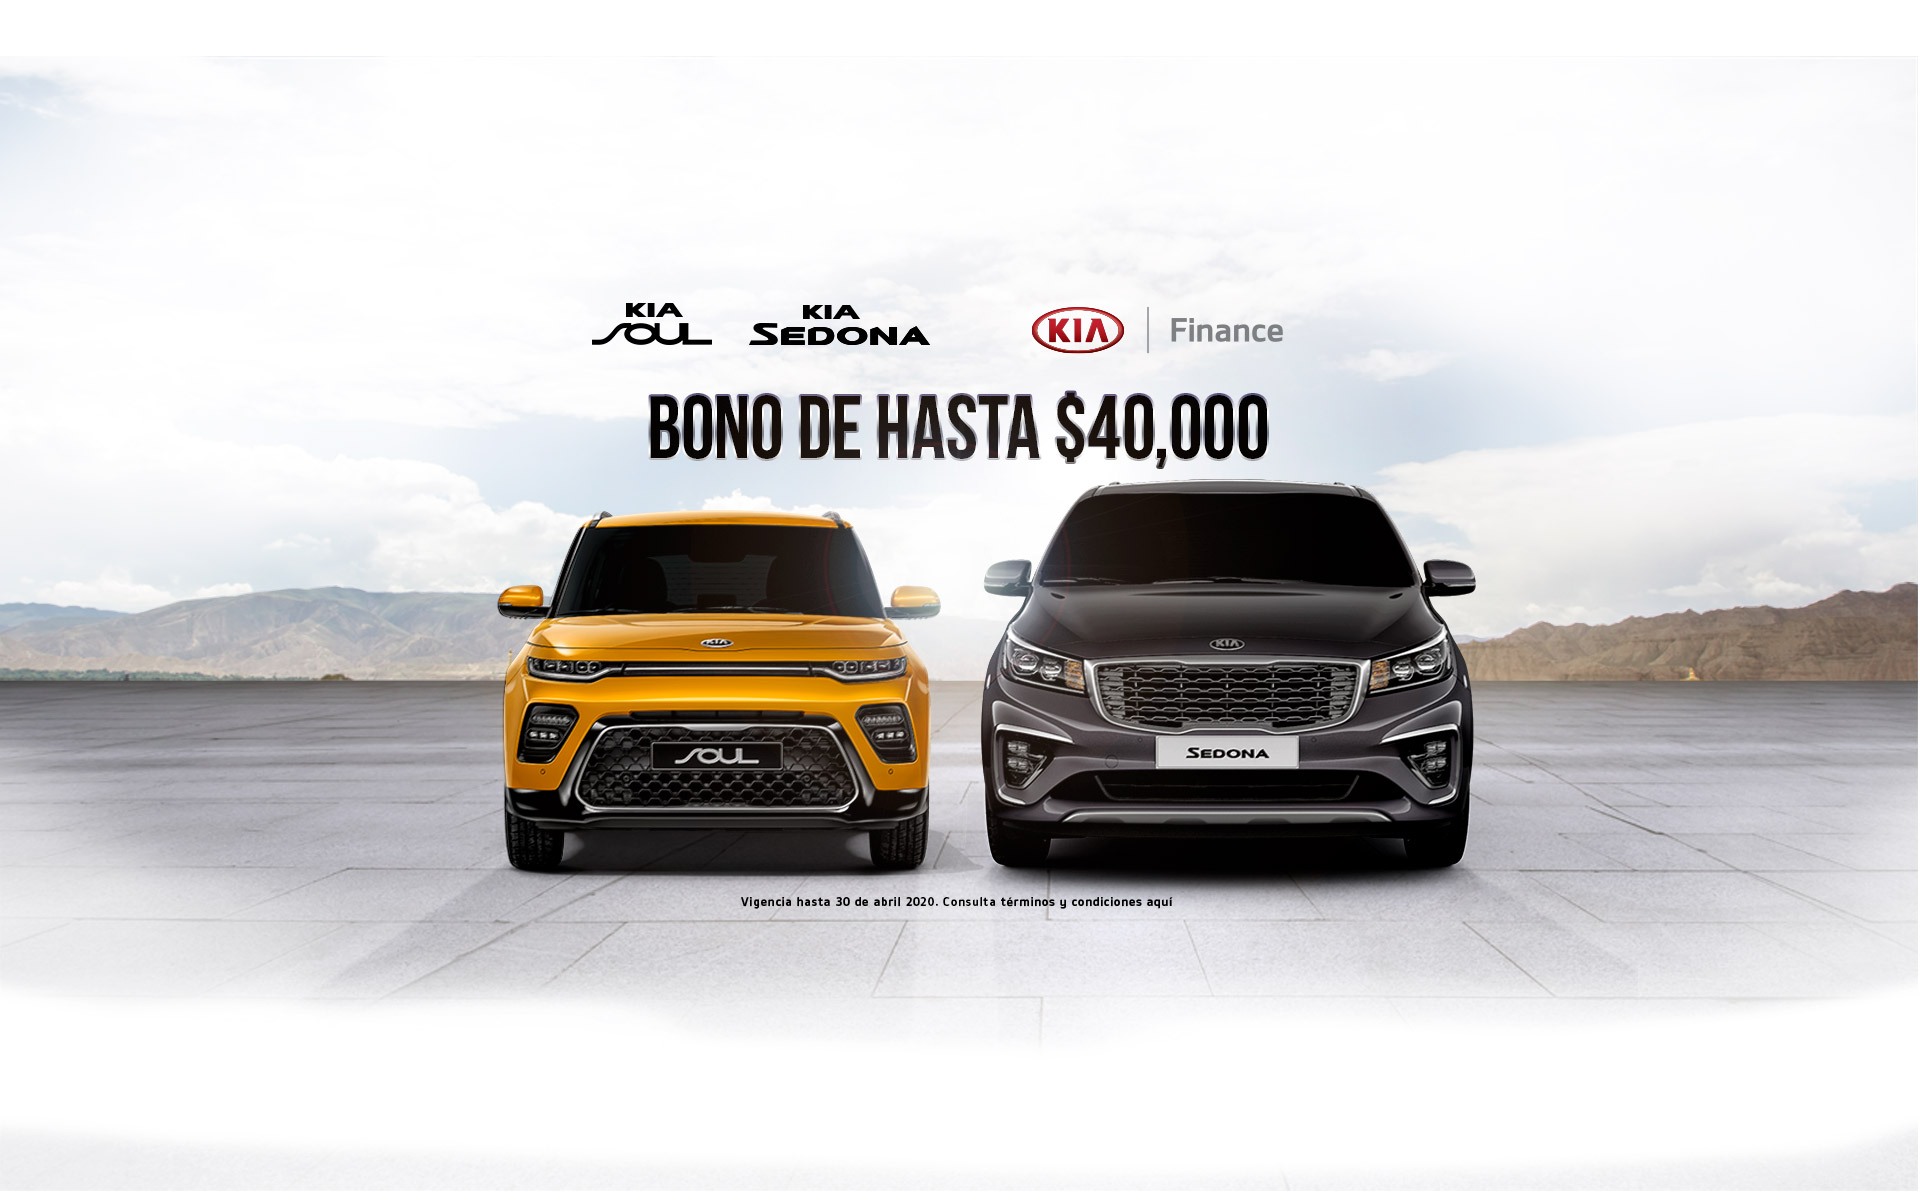 KIA SOUL
KIA SEDONA
KIA Finance
BONO DE HASTA $40,000
KIA
KIA
SOUL
SEDONA
Vigencia hasta 30 de abril 2020. Consulta términos y condiciones aquí